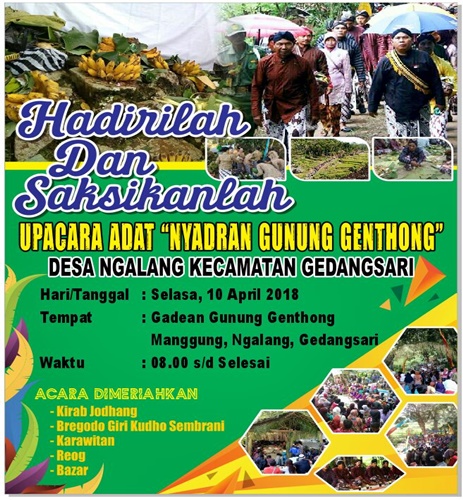 Hadirilah
Dan
Saksikanlah
UPACARA ADAT "NYADRAN GUNUNG GENTHONG"
DESA NGALANG KECAMATAN GEDANGSARI
Hari/Tanggal : Selasa, 10 April 2018
Tempat : Gadean Gunung Genthong
Manggung, Ngalang, Gedangsari
Waktu : 08.00 s/d Selesai
ACARA DIMERIAHKAN
- Kirab Jodhang
- Bregodo Giri Kudho Sembrani
- Karawitan
- Reog
- Bazar